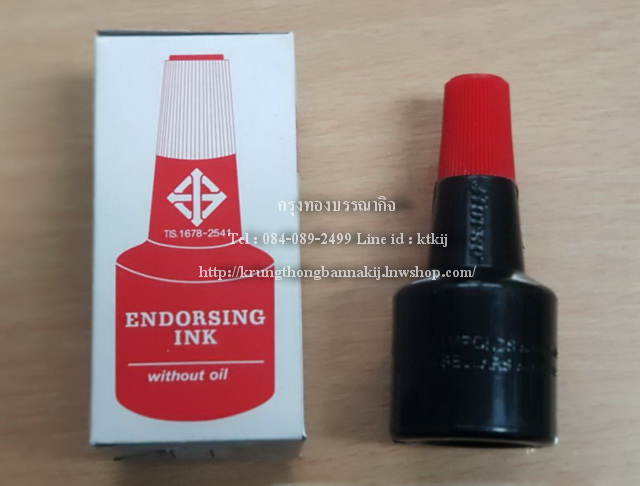 TIS.1678-2541
ENDORSING
INK
without oil
กรุงทองบรรณากิจ
Tel : 084-089-2499 Line id : ktkij
http://krungthongbannakij.lnwshop.com/